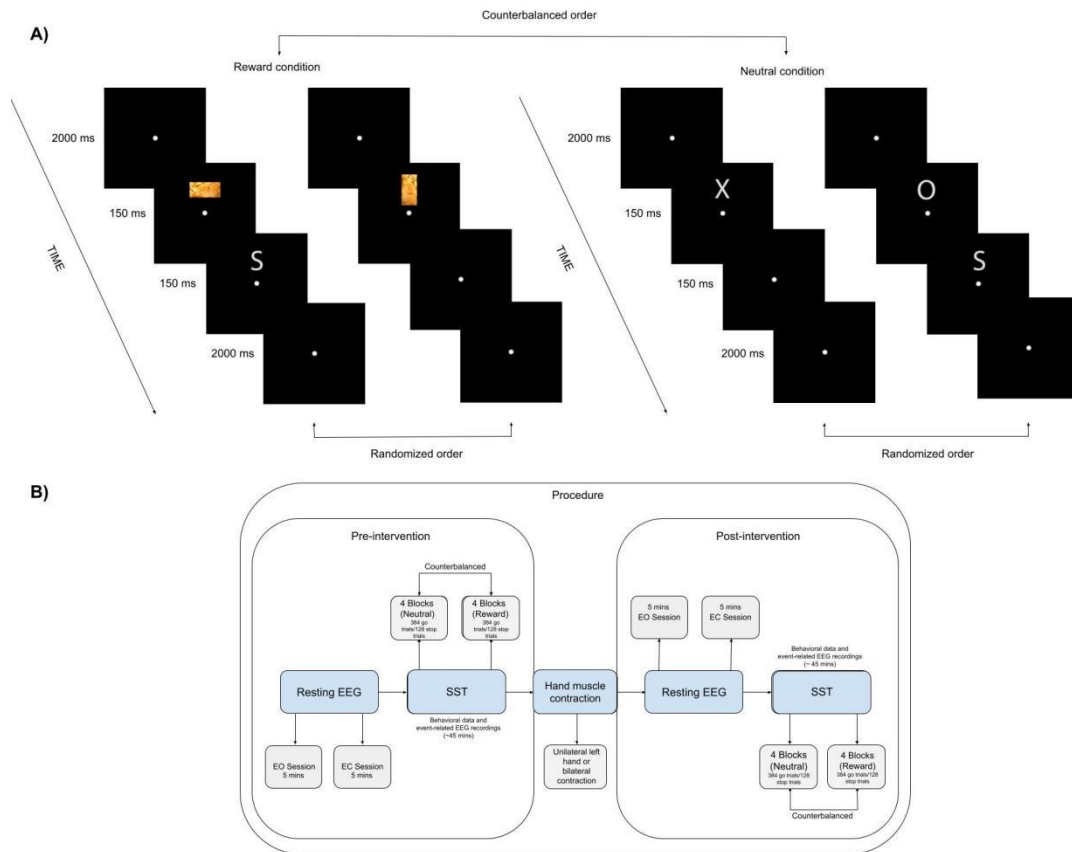 Counterbalanced order
A)
Reward condition
Neutral condition
2000 ms
2000 ms
X
O
150 ms
150 ms
TIME
TIME
S
S
150 ms
150 ms
2000 ms
2000 ms
Randomized order
Randomized order
B)
Procedure
Pre-intervention
Post-intervention
Counterbalanced
4 Blocks
(Neutral)
384 go
trials/128 stop
trials
4 Blocks
(Reward)
384 go
trials/128 stop
trials
5 mins
EO Session
5 mins
EC Session
Behavioral data and
event-related EEG recordings
(~ 45 mins)
Resting EEG
SST
Hand muscle
contraction
Resting EEG
SST
Behavioral data and
event-related EEG recordings
(~45 mins)
EO Session
5 mins
EC Session
5 mins
Unilateral left
hand or
bilateral
contraction
4 Blocks
(Neutral)
384 go trials/128
stop trials
4 Blocks
(Reward)
384 go trials/128
stop trials
Counterbalanced